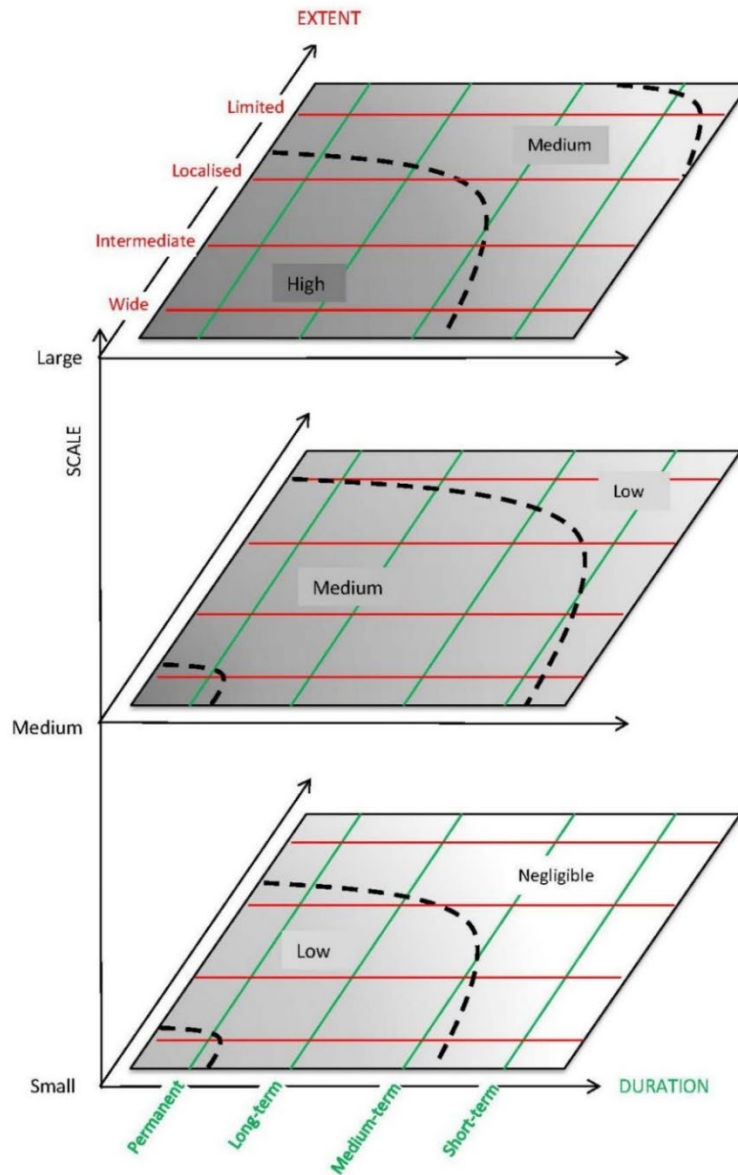 EXTENT
Limited
Medium
Localised
Intermediate
High
Wide
Large
SCALE
Low
Medium
Medium
Negligible
Low
Small
Permanent
Long-term
Medium-term
Short-term
DURATION